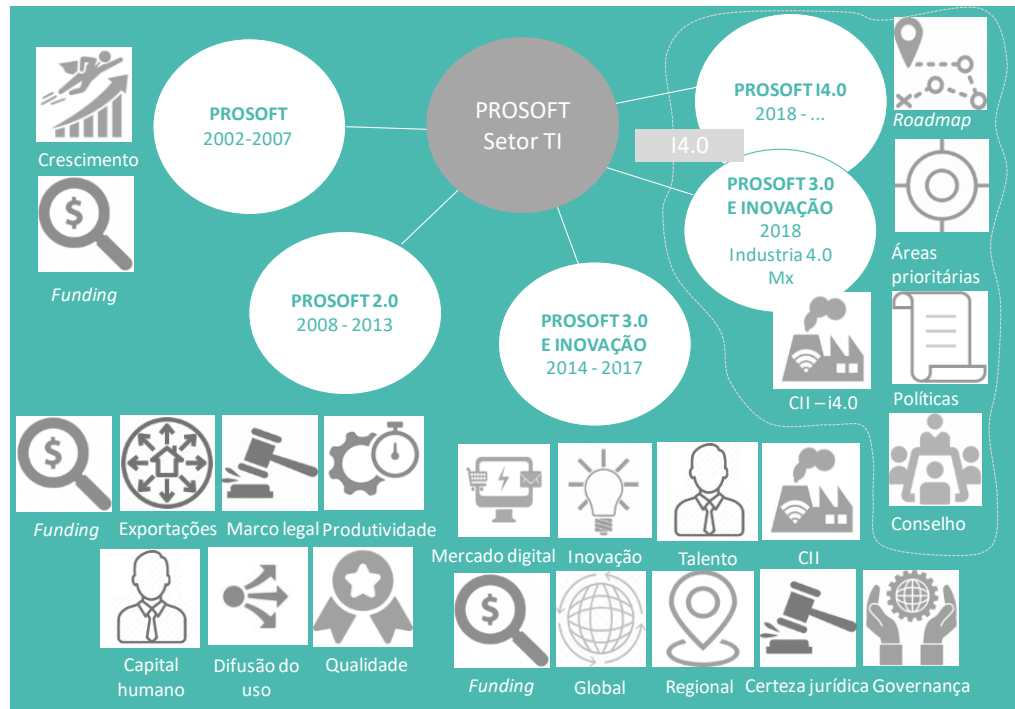 PROSOFT
Setor TI
PROSOFT
2002-2007
Crescimento
$
Funding
PROSOFT 2.0
2008 - 2013
$
Funding
Exportações
Marco legal
Produtividade
Capital
humano
Difusão do
uso
Qualidade
PROSOFT 3.0
E INOVAÇÃO
2014 - 2017
Mercado digital
Inovação
Talento
CII
$
Funding
Global
Regional
Certeza jurídica
Governança
I4.0
PROSOFT I4.0
2018 - ...
PROSOFT 3.0
E INOVAÇÃO
2018
Industria 4.0
Mx
CII – i4.0
Roadmap
Áreas
prioritárias
Políticas
Conselho